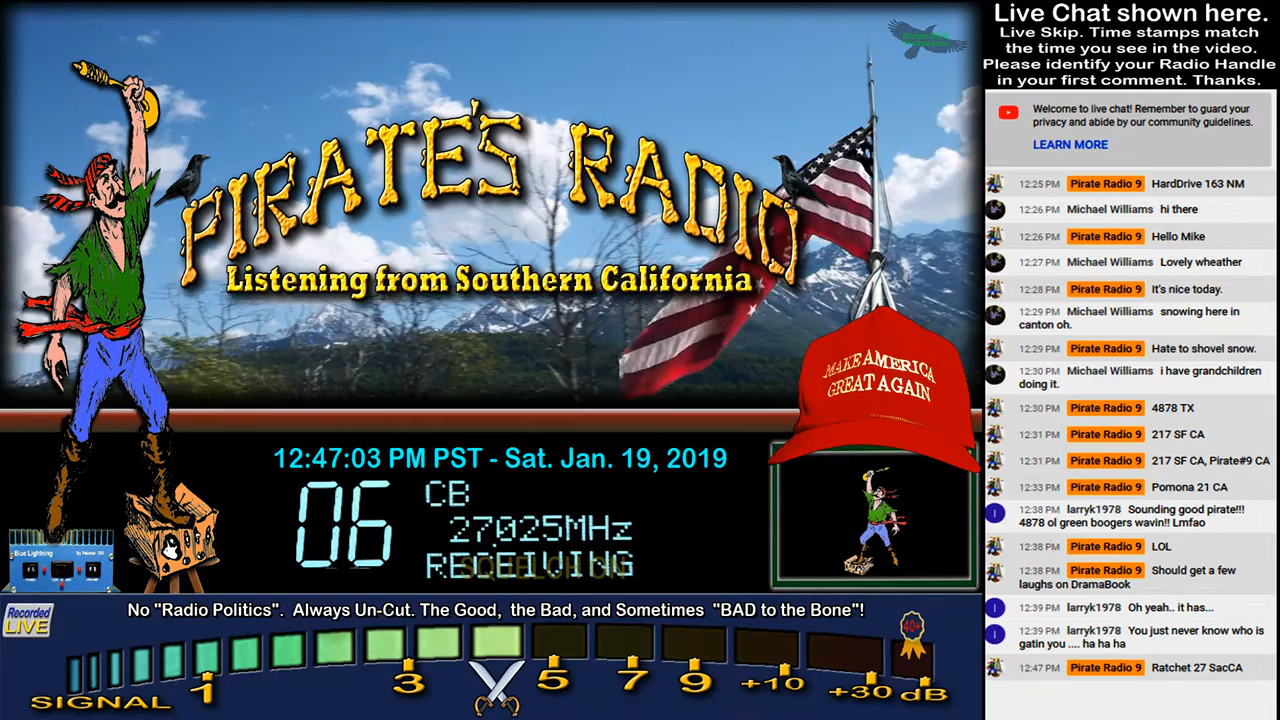 PIRATE'S RADIO
Listening from Southern California
MAKE AMERICA
GREAT AGAIN
12:47:03 PM PST - Sat. Jan. 19, 2019
06
CB
27.025MHz
RECEIVING
SQUELCH ON
Blue Lightning
No "Radio Politics". Always Un-Cut. The Good, the Bad, and Sometimes "BAD to the Bone"!
Recorded
LIVE
40+
SIGNAL 1 3 5 7 9 +10 +30 dB
Live Chat shown here.
Live Skip. Time stamps match
the time you see in the video.
Please identify your Radio Handle
in your first comment. Thanks.
Welcome to live chat! Remember to guard your
privacy and abide by our community guidelines.
LEARN MORE
12:25 PM Pirate Radio 9 HardDrive 163 NM
12:26 PM Michael Williams hi there
12:26 PM Pirate Radio 9 Hello Mike
12:27 PM Michael Williams Lovely wheather
12:28 PM Pirate Radio 9 It's nice today.
12:29 PM Michael Williams snowing here in
canton oh.
12:29 PM Pirate Radio 9 Hate to shovel snow.
12:30 PM Michael Williams i have grandchildren
doing it.
12:30 PM Pirate Radio 9 4878 TX
12:31 PM Pirate Radio 9 217 SF CA
12:31 PM Pirate Radio 9 217 SF CA, Pirate#9 CA
12:33 PM Pirate Radio 9 Pomona 21 CA
12:38 PM larryk1978 Sounding good pirate!!!
4878 ol green boogers wavin!! Lmfao
12:38 PM Pirate Radio 9 LOL
12:38 PM Pirate Radio 9 Should get a few
laughs on DramaBook
12:39 PM larryk1978 Oh yeah.. it has...
12:39 PM larryk1978 You just never know who is
gatin you .... ha ha ha
12:47 PM Pirate Radio 9 Ratchet 27 SacCA